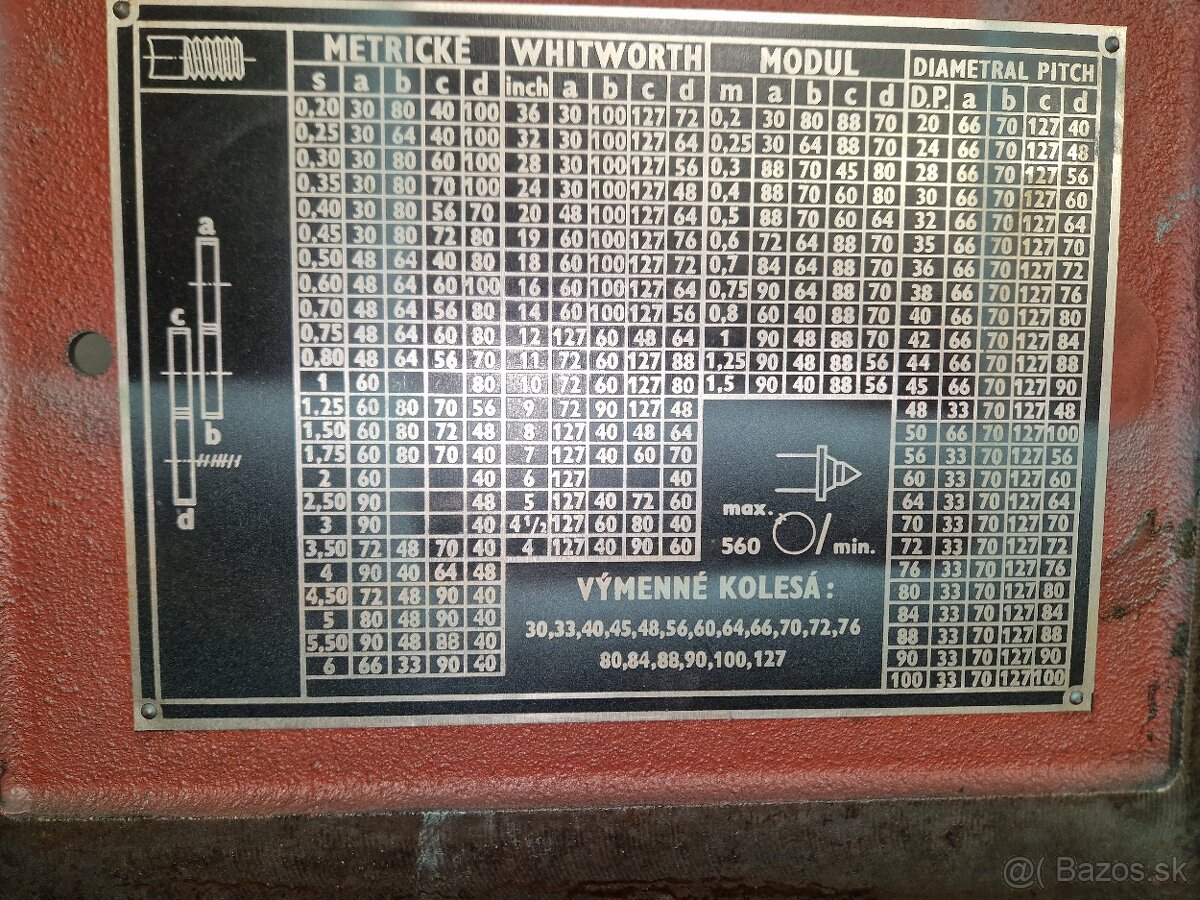 METRICKÉ WHITWORTH MODUL DIAMETRAL PITCH
s a b c d inch a b c d m a b c d D.P. a b c d
0,20 30 80 40 100 36 30 100 127 72 0,2 30 80 88 70 20 66 70 127 40
0,25 30 64 40 100 32 30 100 127 64 0,25 30 64 88 70 24 66 70 127 48
0,30 30 80 60 100 28 30 100 127 56 0,3 88 70 45 80 28 66 70 127 56
0,35 30 80 70 100 24 30 100 127 48 0,4 88 70 60 80 30 66 70 127 60
0,40 30 80 56 70 20 48 100 127 64 0,5 88 70 60 64 32 66 70 127 64
0,45 30 80 72 80 19 60 100 127 76 0,6 72 64 88 70 35 66 70 127 70
0,50 48 64 40 80 18 60 100 127 72 0,7 84 64 88 70 36 66 70 127 72
0,60 48 64 60 100 16 60 100 127 64 0,75 90 64 88 70 38 66 70 127 76
0,70 48 64 56 80 14 60 100 127 56 0,8 60 40 88 70 40 66 70 127 80
0,75 48 64 60 80 12 127 60 48 64 1 90 48 88 70 42 66 70 127 84
0,80 48 64 56 70 11 72 60 127 88 1,25 90 48 88 56 44 66 70 127 88
1 60 80 10 72 60 127 80 1,5 90 40 88 56 45 66 70 127 90
1,25 60 80 70 56 9 72 90 127 48 48 33 70 127 48
1,50 60 80 72 48 8 127 40 48 64 50 66 70 127 100
1,75 60 80 70 40 7 127 40 60 70 56 33 70 127 56
2 60 40 6 127 40 60 33 70 127 60
2,50 90 48 5 127 40 72 60 64 33 70 127 64
3 90 40 4 1/2 127 60 80 40 70 33 70 127 70
3,50 72 48 70 40 4 127 40 90 60 72 33 70 127 72
4 90 40 64 48 76 33 70 127 76
4,50 72 48 90 40 80 33 70 127 80
5 80 48 90 40 84 33 70 127 84
5,50 90 48 88 40 88 33 70 127 88
6 66 33 90 40 90 33 70 127 90
100 33 70 127 100
a
c
b
d
max.
560 / min.
VÝMENNÉ KOLESÁ:
30,33,40,45,48,56,60,64,66,70,72,76
80,84,88,90,100,127
@( Bazos.sk